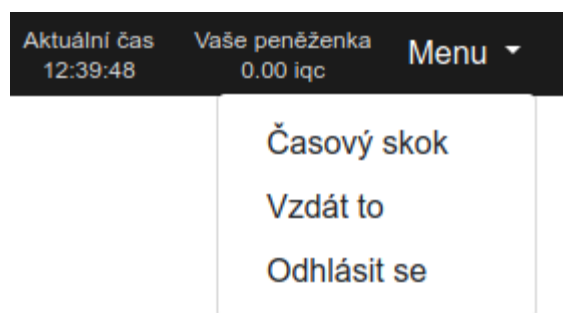 Aktuální čas
12:39:48
Vaše peněženka
0.00 iqc
Menu
Časový skok
Vzdát to
Odhlásit se